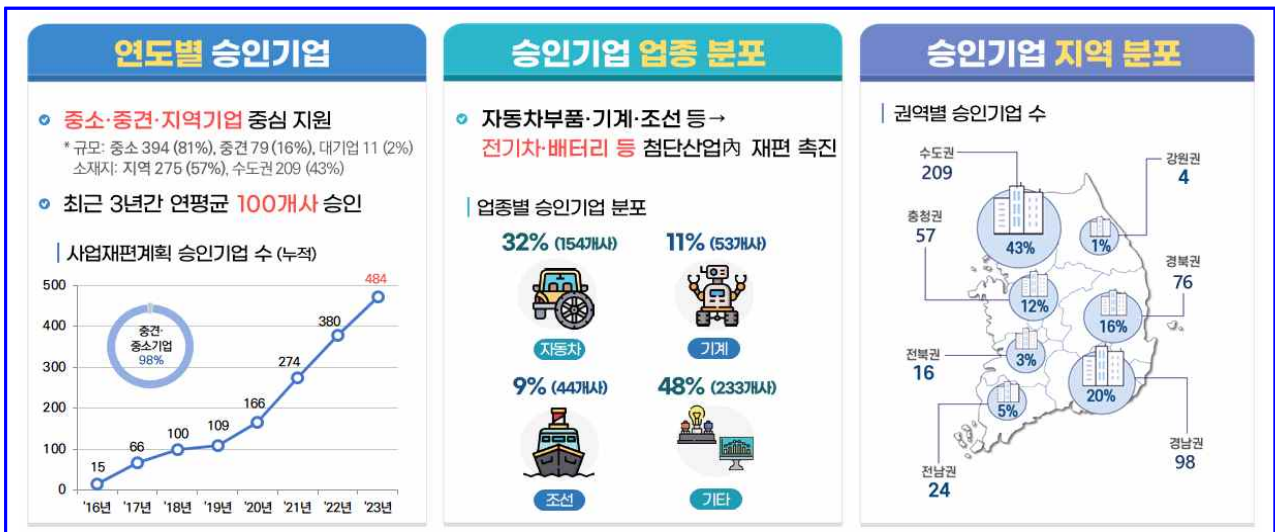 연도별 승인기업
중소·중견·지역기업 중심 지원
* 규모: 중소 394 (81%), 중견 79 (16%), 대기업 11 (2%)
소재지: 지역 275 (57%), 수도권 209 (43%)
최근 3년간 연평균 100개사 승인
사업재편계획 승인기업 수 (누적)
500
400
300
200
100
0
중견·
중소기업
98%
15
66
100
109
166
274
380
484
'16년
'17년
'18년
'19년
'20년
'21년
'22년
'23년
승인기업 업종 분포
자동차부품·기계·조선 등→
전기차·배터리 등 첨단산업內 재편 촉진
업종별 승인기업 분포
32% (154개사)
자동차
11% (53개사)
기계
9% (44개사)
조선
48% (233개사)
기타
승인기업 지역 분포
권역별 승인기업 수
수도권
209
43%
강원권
4
1%
충청권
57
12%
경북권
76
16%
전북권
16
3%
경남권
98
20%
전남권
24
5%